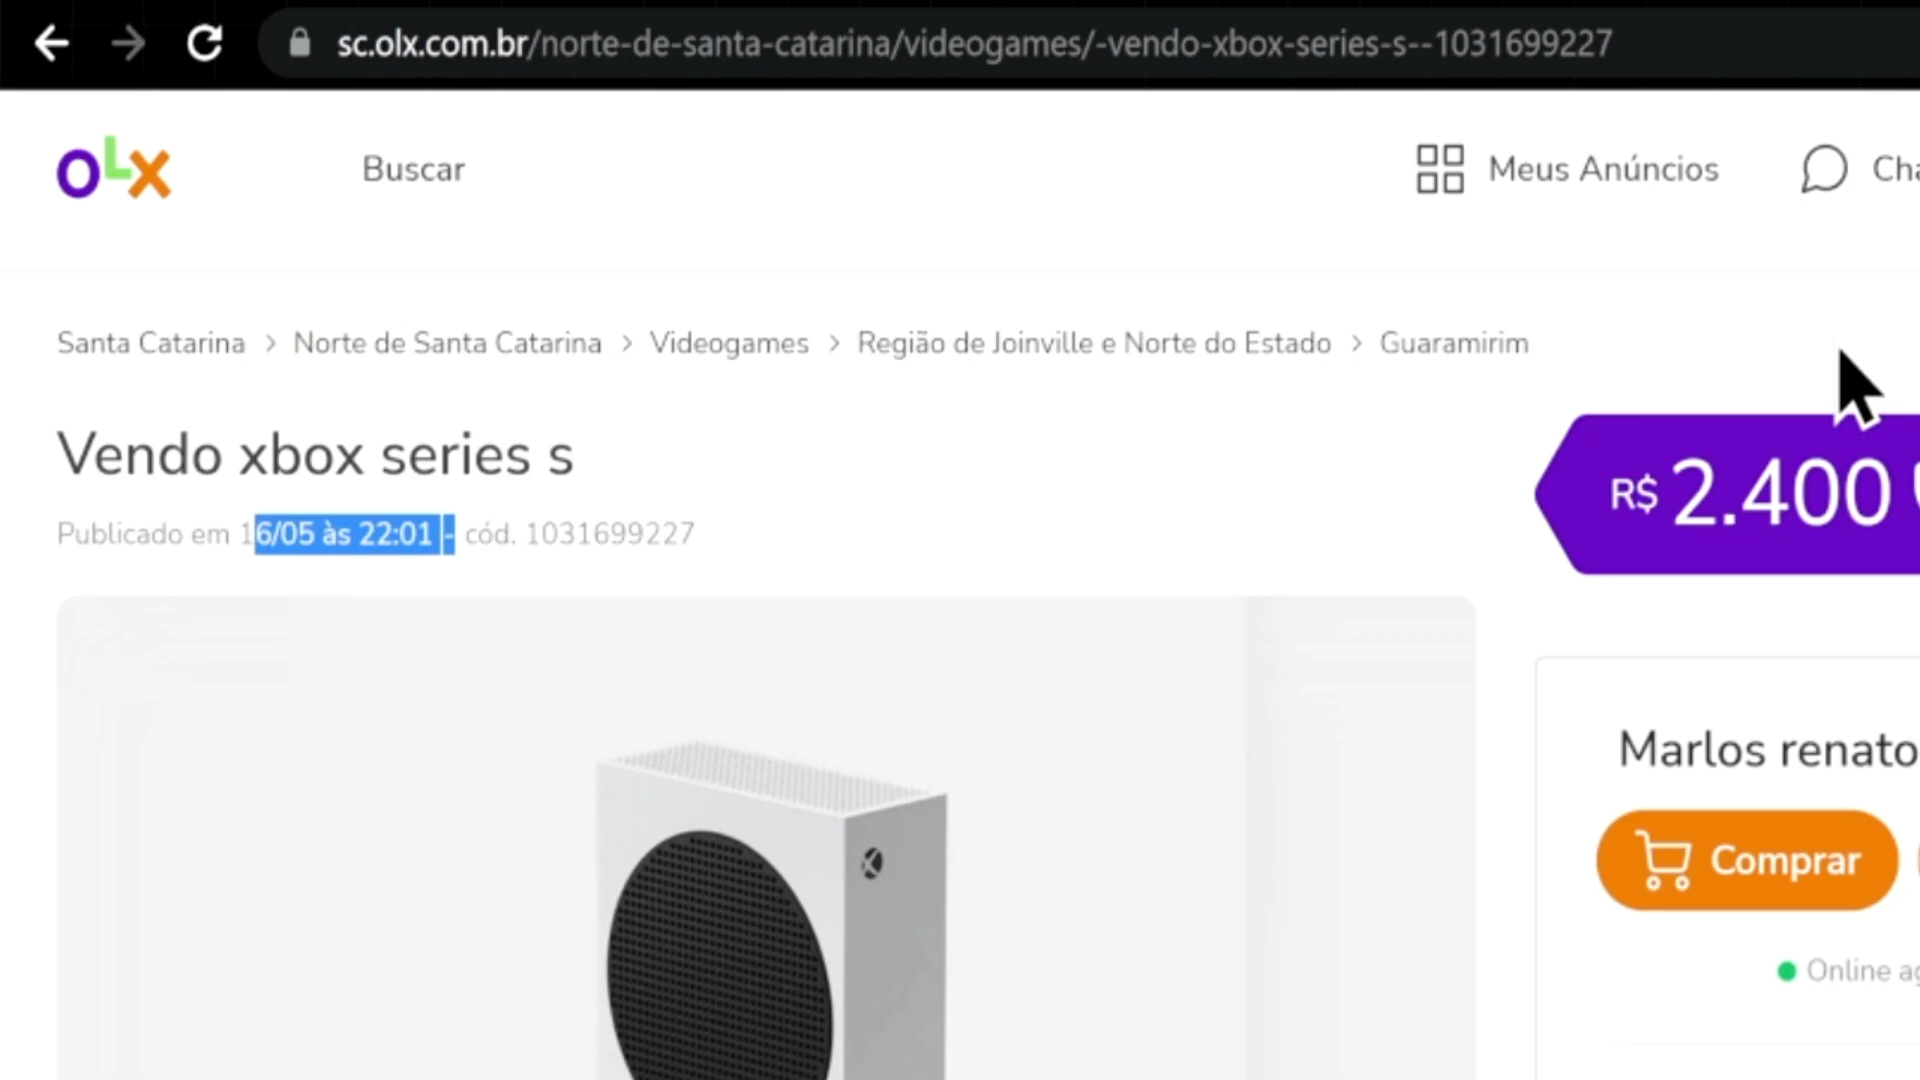 sc.olx.com.br/norte-de-santa-catarina/videogames/-vendo-xbox-series-s--1031699227
OLX
Buscar
Meus Anúncios
Santa Catarina > Norte de Santa Catarina > Videogames > Região de Joinville e Norte do Estado > Guaramirim
Vendo xbox series s
R$ 2.400
Publicado em 16/05 às 22:01 - cód. 1031699227
Marlos renato
Comprar
Online